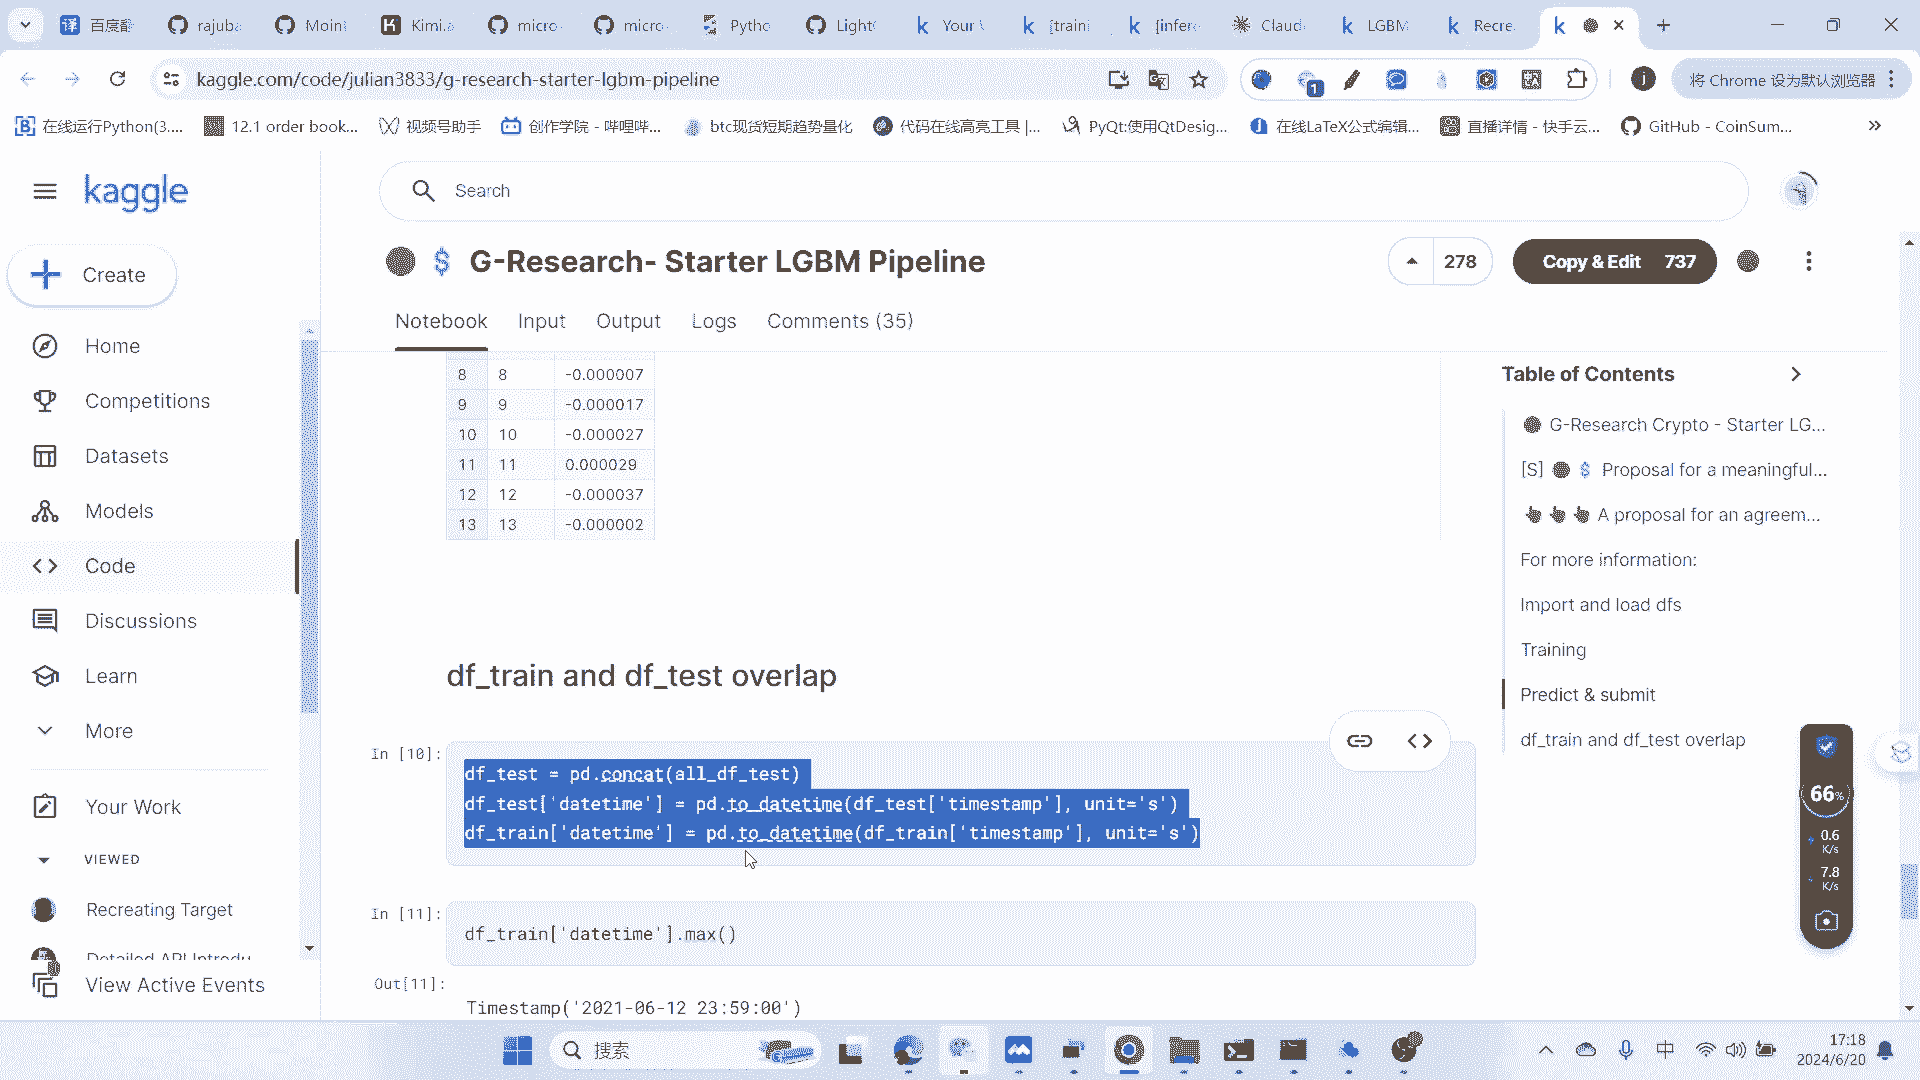 译 百度翻
rajuba
Moin
Kimi.a
micro
micro
Pytho
Light
Your
[traini
[infere
Claud
LGBM
Recre
kaggle.com/code/julian3833/g-research-starter-lgbm-pipeline
1
i
将 Chrome 设为默认浏览器
在线运行Python(3....
12.1 order book...
视频号助手
创作学院 - 哔哩哔...
btc现货短期趋势量化
代码在线高亮工具 |...
PyQt:使用QtDesig...
在线LaTeX公式编辑...
直播详情 - 快手云...
GitHub - CoinSum...
kaggle
Search
Create
$ G-Research- Starter LGBM Pipeline
278
Copy & Edit 737
Notebook
Input
Output
Logs
Comments (35)
Home
Competitions
Datasets
Models
Code
Discussions
Learn
More
Your Work
VIEWED
Recreating Target
Detailed API Introdu
View Active Events
8 8 -0.000007
9 9 -0.000017
10 10 -0.000027
11 11 0.000029
12 12 -0.000037
13 13 -0.000002
df_train and df_test overlap
In [10]:
df_test = pd.concat(all_df_test)
df_test['datetime'] = pd.to_datetime(df_test['timestamp'], unit='s')
df_train['datetime'] = pd.to_datetime(df_train['timestamp'], unit='s')
In [11]:
df_train['datetime'].max()
Out[11]:
Timestamp('2021-06-12 23:59:00')
Table of Contents
G-Research Crypto - Starter LG...
[S] $ Proposal for a meaningful...
A proposal for an agreem...
For more information:
Import and load dfs
Training
Predict & submit
df_train and df_test overlap
66%
0.6
K/s
7.8
K/s
搜索
中
17:18
2024/6/20